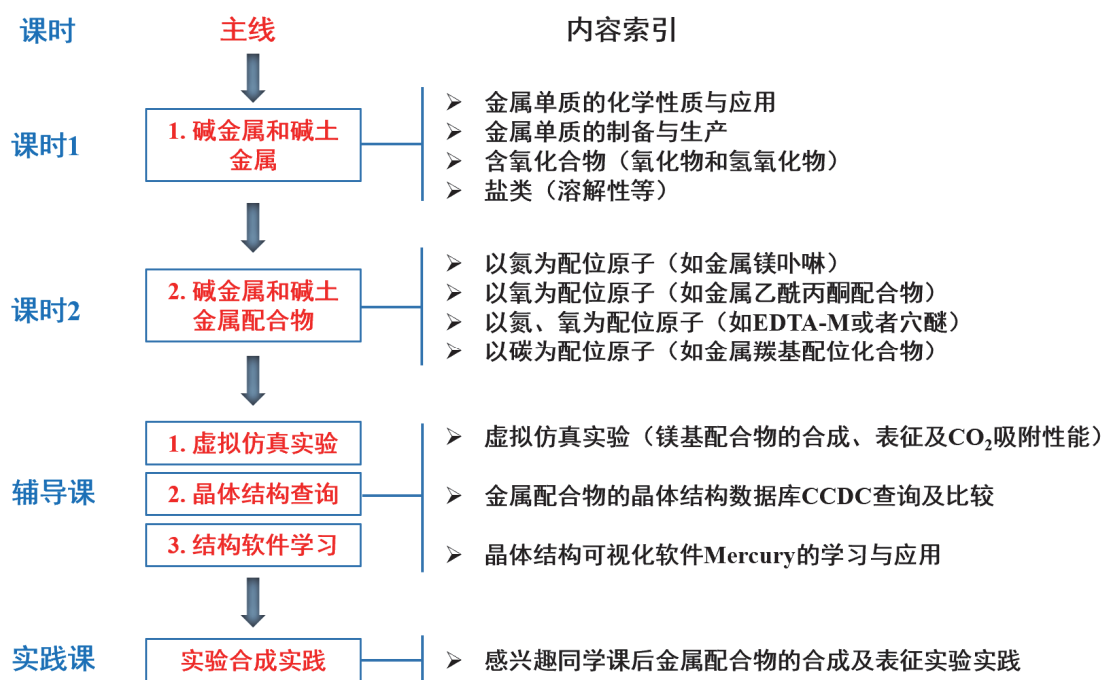 课时 主线 内容索引
课时1
1. 碱金属和碱土
金属
➢ 金属单质的化学性质与应用
➢ 金属单质的制备与生产
➢ 含氧化合物（氧化物和氢氧化物）
➢ 盐类（溶解性等）
课时2
2. 碱金属和碱土
金属配合物
➢ 以氮为配位原子（如金属镁卟啉）
➢ 以氧为配位原子（如金属乙酰丙酮配合物）
➢ 以氮、氧为配位原子（如EDTA-M或者穴醚）
➢ 以碳为配位原子（如金属羰基配位化合物）
辅导课
1. 虚拟仿真实验
2. 晶体结构查询
3. 结构软件学习
➢ 虚拟仿真实验（镁基配合物的合成、表征及CO₂吸附性能）
➢ 金属配合物的晶体结构数据库CCDC查询及比较
➢ 晶体结构可视化软件Mercury的学习与应用
实践课
实验合成实践
➢ 感兴趣同学课后金属配合物的合成及表征实验实践